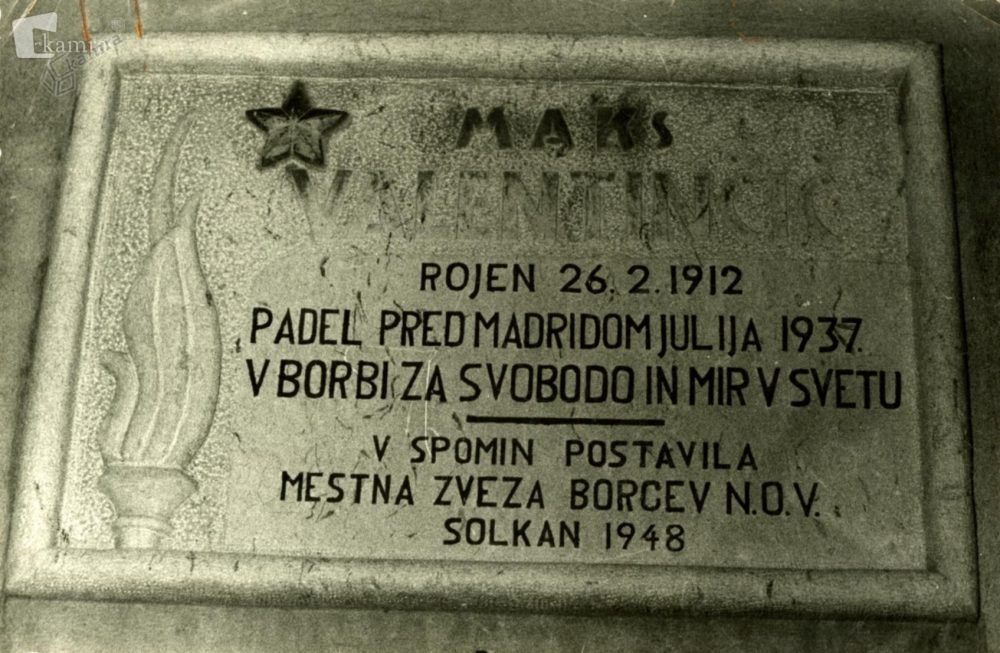 kamra
MAKS
VALENTINČIČ
ROJEN 26.2.1912
PADEL PRED MADRIDOM JULIJA 1937.
V BORBI ZA SVOBODO IN MIR V SVETU
V SPOMIN POSTAVILA
MESTNA ZVEZA BORCEV N.O.V.
SOLKAN 1948